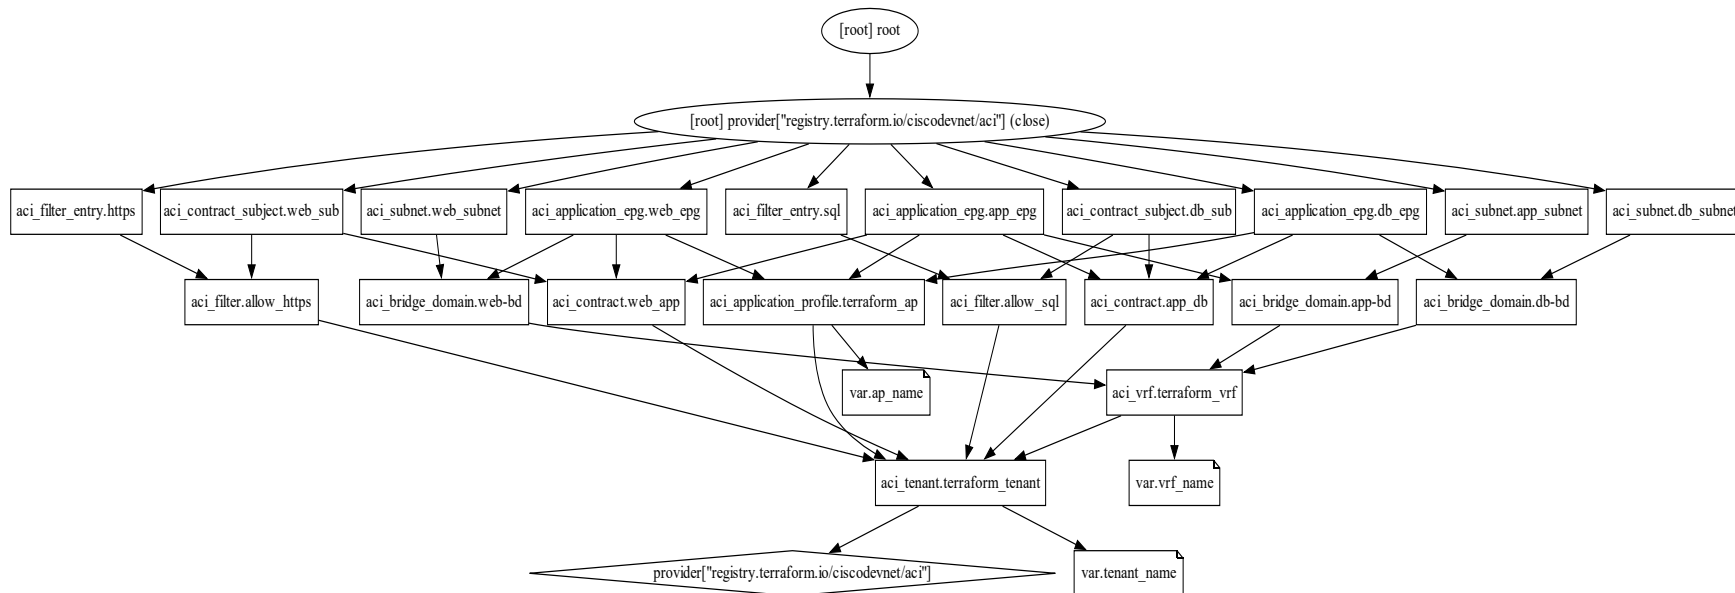 [root] root
[root] provider["registry.terraform.io/ciscodevnet/aci"] (close)
aci_filter_entry.https
aci_contract_subject.web_sub
aci_subnet.web_subnet
aci_application_epg.web_epg
aci_filter_entry.sql
aci_application_epg.app_epg
aci_contract_subject.db_sub
aci_application_epg.db_epg
aci_subnet.app_subnet
aci_subnet.db_subnet
aci_filter.allow_https
aci_bridge_domain.web-bd
aci_contract.web_app
aci_application_profile.terraform_ap
aci_filter.allow_sql
aci_contract.app_db
aci_bridge_domain.app-bd
aci_bridge_domain.db-bd
var.ap_name
aci_vrf.terraform_vrf
aci_tenant.terraform_tenant
var.vrf_name
provider["registry.terraform.io/ciscodevnet/aci"]
var.tenant_name